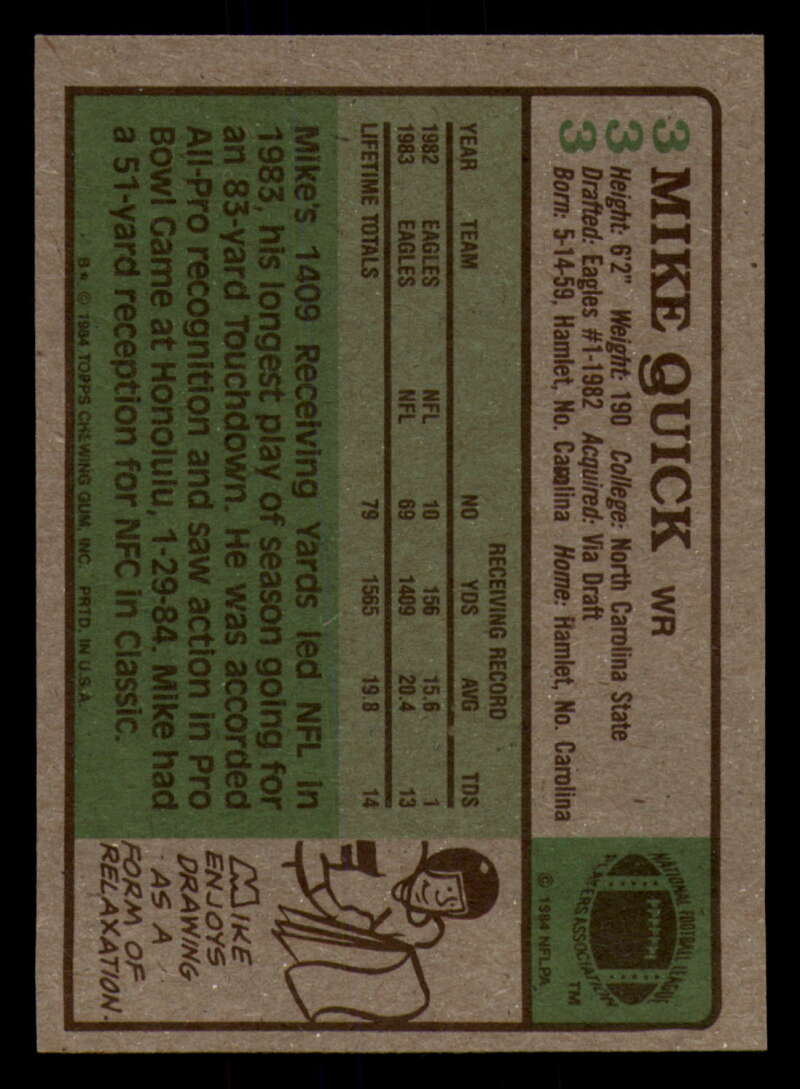 333
MIKE QUICK WR
Height: 6'2" Weight: 190 College: North Carolina State
Drafted: Eagles #1-1982 Acquired: Via Draft
Born: 5-14-59, Hamlet, No. Carolina Home: Hamlet, No. Carolina
NATIONAL FOOTBALL LEAGUE
PLAYERS ASSOCIATION
TM
© 1984 NFLPA
RECEIVING RECORD
YEAR TEAM NO YDS AVG TDS
1982 EAGLES NFL 10 156 15.6 1
1983 EAGLES NFL 69 1409 20.4 13
LIFETIME TOTALS 79 1565 19.8 14
Mike's 1409 Receiving Yards led NFL in
1983, his longest play of season going for
an 83-yard Touchdown. He was accorded
All-Pro recognition and saw action in Pro
Bowl Game at Honolulu, 1-29-84. Mike had
a 51-yard reception for NFC in Classic.
B* © 1984 TOPPS CHEWING GUM, INC. PRTD. IN U.S.A.
MIKE
ENJOYS
DRAWING
AS A
FORM OF
RELAXATION.